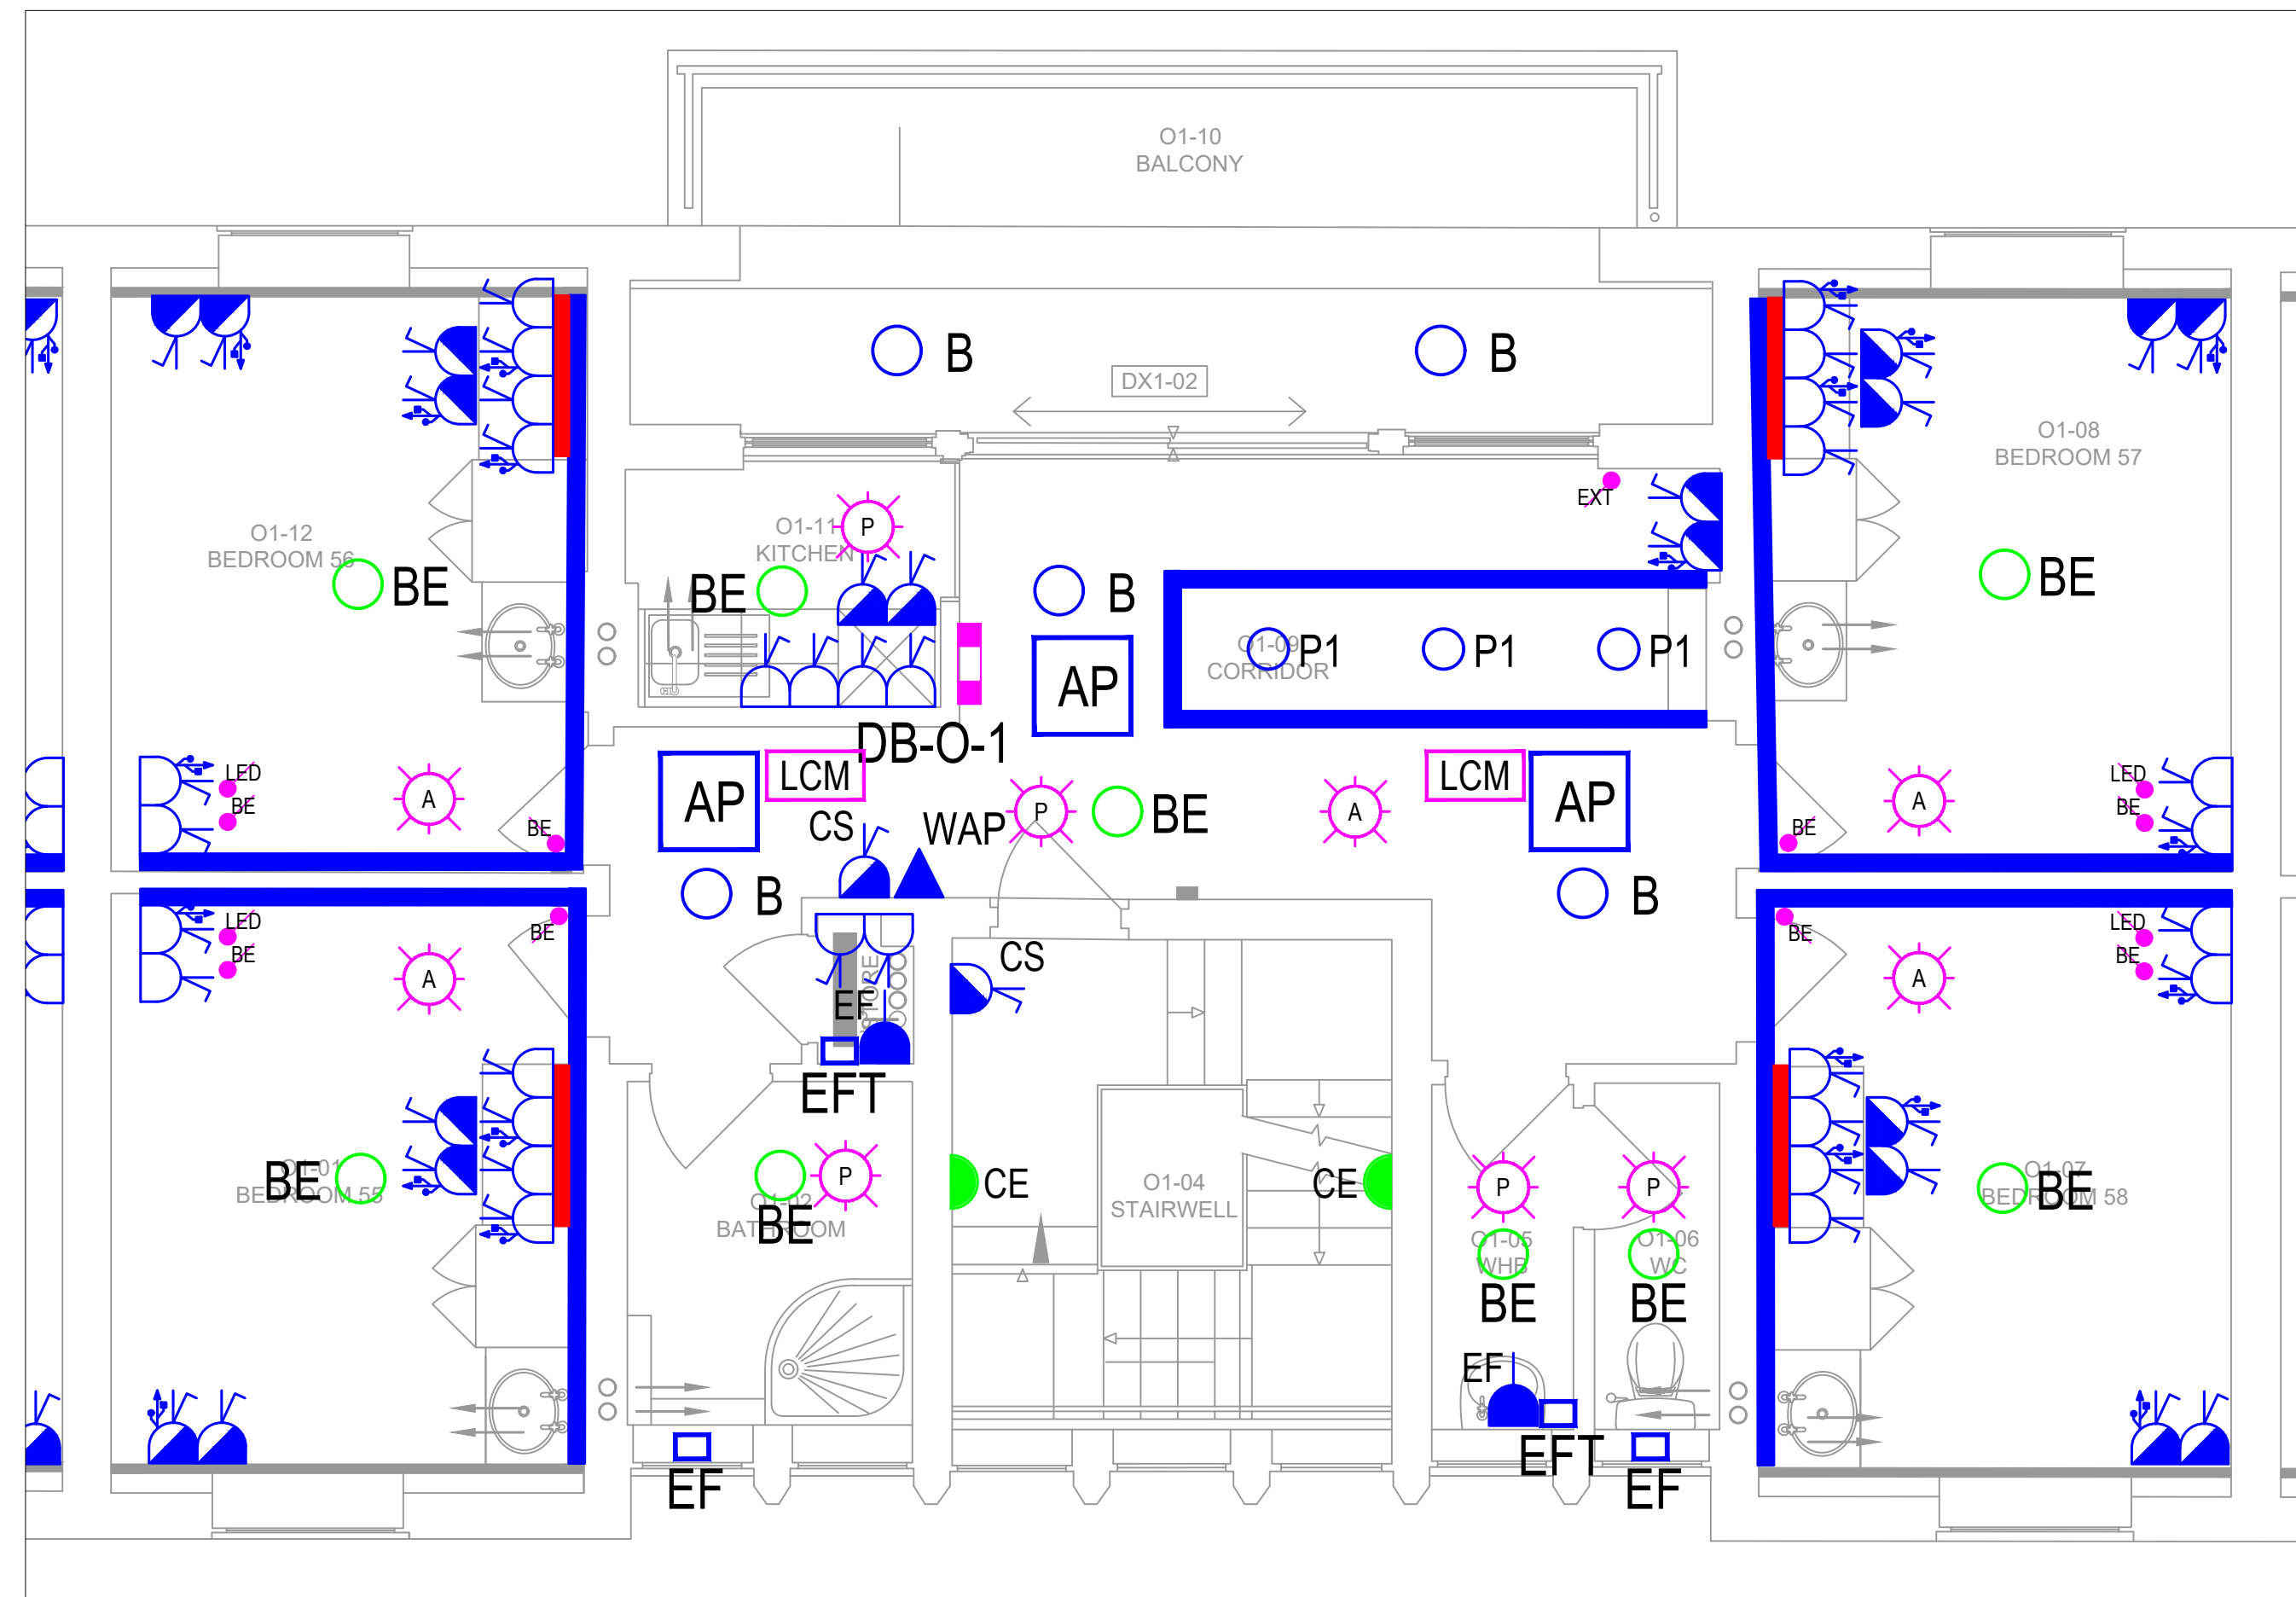 O1-10
BALCONY
B
B
DX1-02
O1-08
BEDROOM 57
EXT
P
O1-11
KITCHEN
O1-12
BEDROOM 56
BE
BE
B
BE
O1-09
CORRIDOR
P1
P1
P1
AP
DB-O-1
LED
BE
A
BE
AP
LCM
CS
WAP
P
BE
A
LCM
AP
BE
A
LED
BE
B
B
LED
BE
A
BE
CS
STORE
EF
EFT
BE
A
LED
BE
O1-01
BEDROOM 55
BE
P
O1-02
BATHROOM
BE
CE
O1-04
STAIRWELL
CE
P
P
O1-05
WHB
BE
O1-06
WC
BE
O1-07
BEDROOM 58
BE
EF
EFT
EF
EF